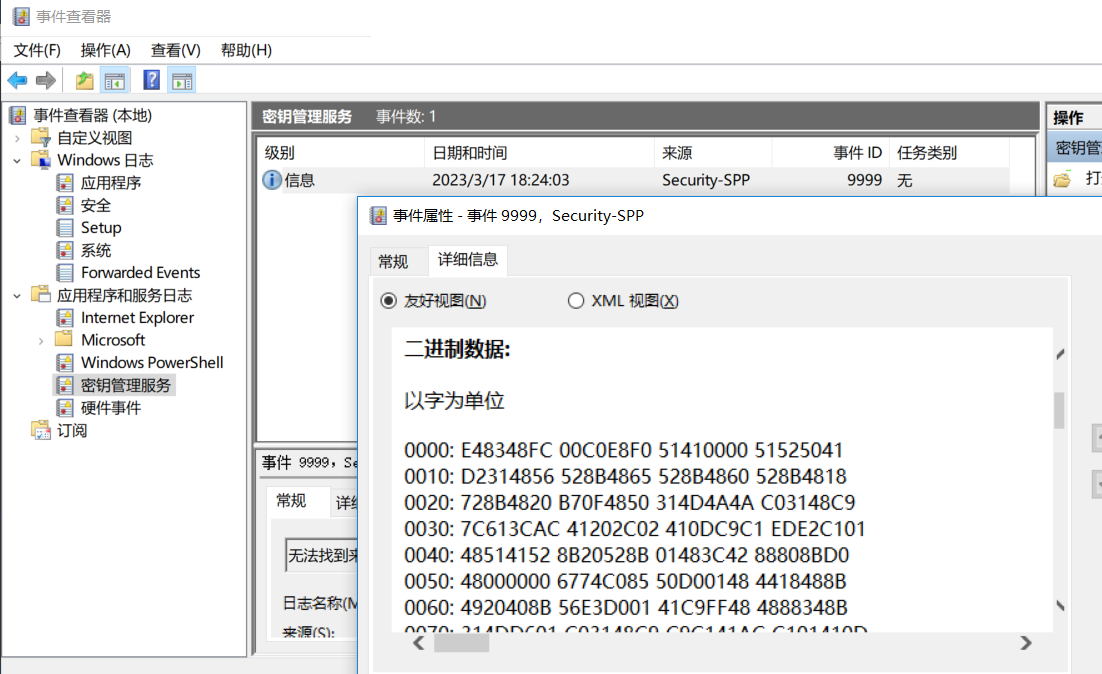 事件查看器
文件(F) 操作(A) 查看(V) 帮助(H)
事件查看器 (本地)
自定义视图
Windows 日志
应用程序
安全
Setup
系统
Forwarded Events
应用程序和服务日志
Internet Explorer
Microsoft
Windows PowerShell
密钥管理服务
硬件事件
订阅
密钥管理服务 事件数: 1
级别 日期和时间 来源 事件 ID 任务类别
信息 2023/3/17 18:24:03 Security-SPP 9999 无
事件 9999，Se
常规 详细
无法找到来
日志名称(M
来源(S):
操作
密钥管
打
事件属性 - 事件 9999，Security-SPP
常规 详细信息
友好视图(N) XML 视图(X)
二进制数据:
以字为单位
0000: E48348FC 00C0E8F0 51410000 51525041
0010: D2314856 528B4865 528B4860 528B4818
0020: 728B4820 B70F4850 314D4A4A C03148C9
0030: 7C613CAC 41202C02 410DC9C1 EDE2C101
0040: 48514152 8B20528B 01483C42 88808BD0
0050: 48000000 6774C085 50D00148 4418488B
0060: 4920408B 56E3D001 41C9FF48 4888348B
0070: 314DD601 C03148C9 C9C141AC C101410D